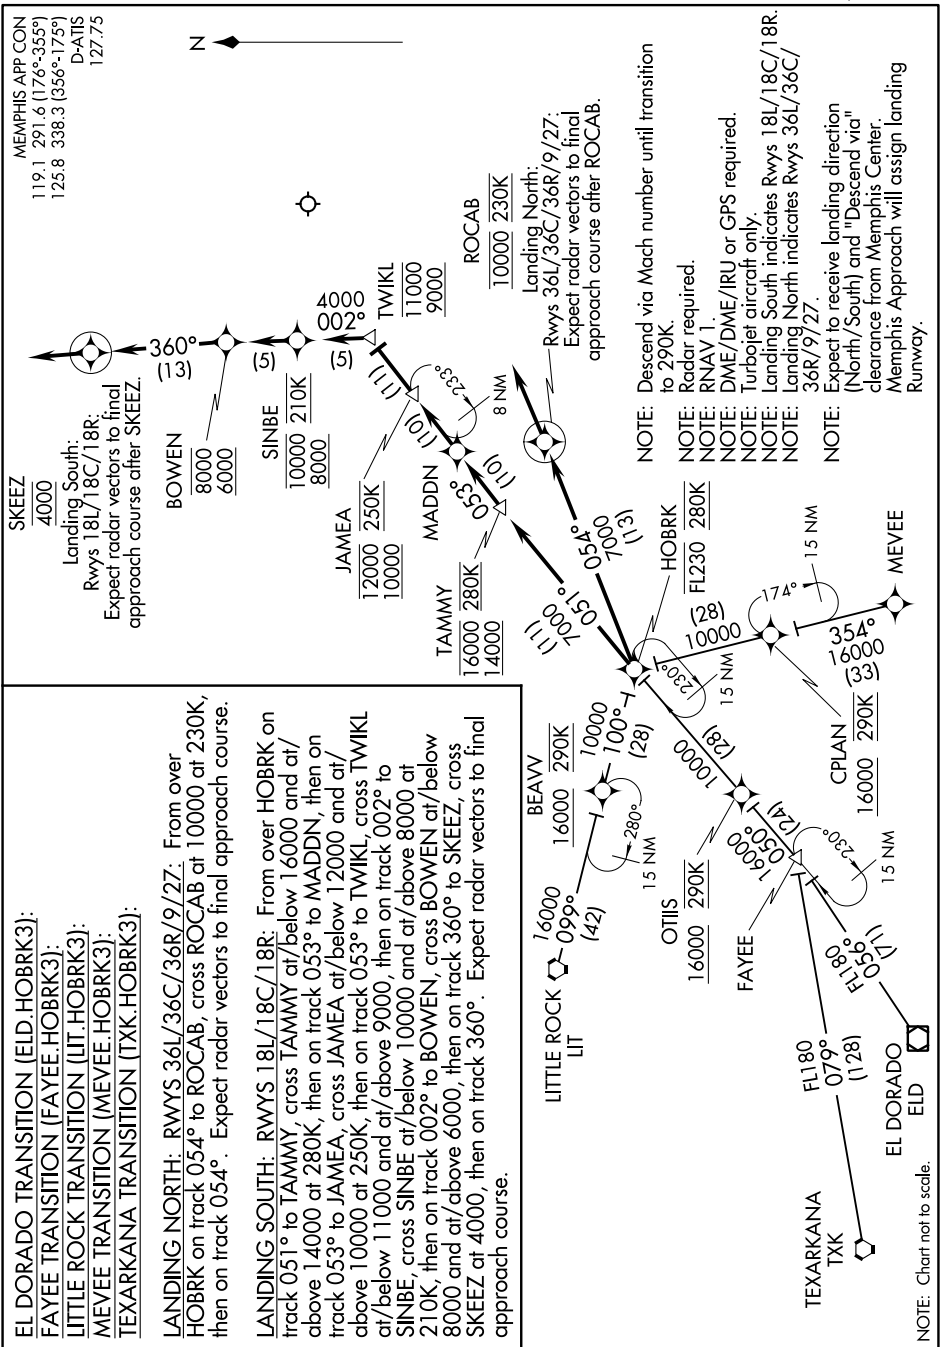 MEMPHIS APP CON
119.1 291.6 (176°-355°)
125.8 338.3 (356°-175°)
D-ATIS
127.75
EL DORADO TRANSITION (ELD.HOBRK3):
FAYEE TRANSITION (FAYEE.HOBRK3):
LITTLE ROCK TRANSITION (LIT.HOBRK3):
MEVEE TRANSITION (MEVEE.HOBRK3):
TEXARKANA TRANSITION (TXK.HOBRK3):
LANDING NORTH: RWYS 36L/36C/36R/9/27: From over
HOBRK on track 054° to ROCAB, cross ROCAB at 10000 at 230K,
then on track 054°. Expect radar vectors to final approach course.
LANDING SOUTH: RWYS 18L/18C/18R: From over HOBRK on
track 051° to TAMMY, cross TAMMY at/below 16000 and at/
above 14000 at 280K, then on track 053° to MADDN, then on
track 053° to JAMEA, cross JAMEA at/below 12000 and at/
above 10000 at 250K, then on track 053° to TWIKL, cross TWIKL
at/below 11000 and at/above 9000, then on track 002° to
SINBE, cross SINBE at/below 10000 and at/above 8000 at
210K, then on track 002° to BOWEN, cross BOWEN at/below
8000 and at/above 6000, then on track 360° to SKEEZ, cross
SKEEZ at 4000, then on track 360°. Expect radar vectors to final
approach course.
SKEEZ
4000
Landing South:
Rwys 18L/18C/18R:
Expect radar vectors to final
approach course after SKEEZ.
360°
(13)
BOWEN
8000
6000
(5)
SINBE
10000 210K
8000
4000
002°
(5)
TWIKL
11000
9000
N
(11)
JAMEA
12000 250K
10000
(10)
233°
8 NM
MADDN
053°
(10)
TAMMY
16000 280K
14000
ROCAB
10000 230K
Landing North:
Rwys 36L/36C/36R/9/27:
Expect radar vectors to final
approach course after ROCAB.
051°
7000
(11)
054°
7000
(13)
HOBRK
FL230 280K
230°
15 NM
BEAVV
16000 290K
10000
100°
(28)
280°
15 NM
LITTLE ROCK
LIT
16000
099°
(42)
(28)
10000
174°
15 NM
CPLAN
16000 290K
354°
16000
(33)
MEVEE
10000
(28)
OTIIS
16000 290K
16000
050°
(24)
FAYEE
230°
15 NM
FL180
056°
(71)
EL DORADO
ELD
FL180
079°
(128)
TEXARKANA
TXK
NOTE: Descend via Mach number until transition
to 290K.
NOTE: Radar required.
NOTE: RNAV 1.
NOTE: DME/DME/IRU or GPS required.
NOTE: Turbojet aircraft only.
NOTE: Landing South indicates Rwys 18L/18C/18R.
NOTE: Landing North indicates Rwys 36L/36C/
36R/9/27.
NOTE: Expect to receive landing direction
(North/South) and "Descend via"
clearance from Memphis Center.
Memphis Approach will assign landing
Runway.
NOTE: Chart not to scale.